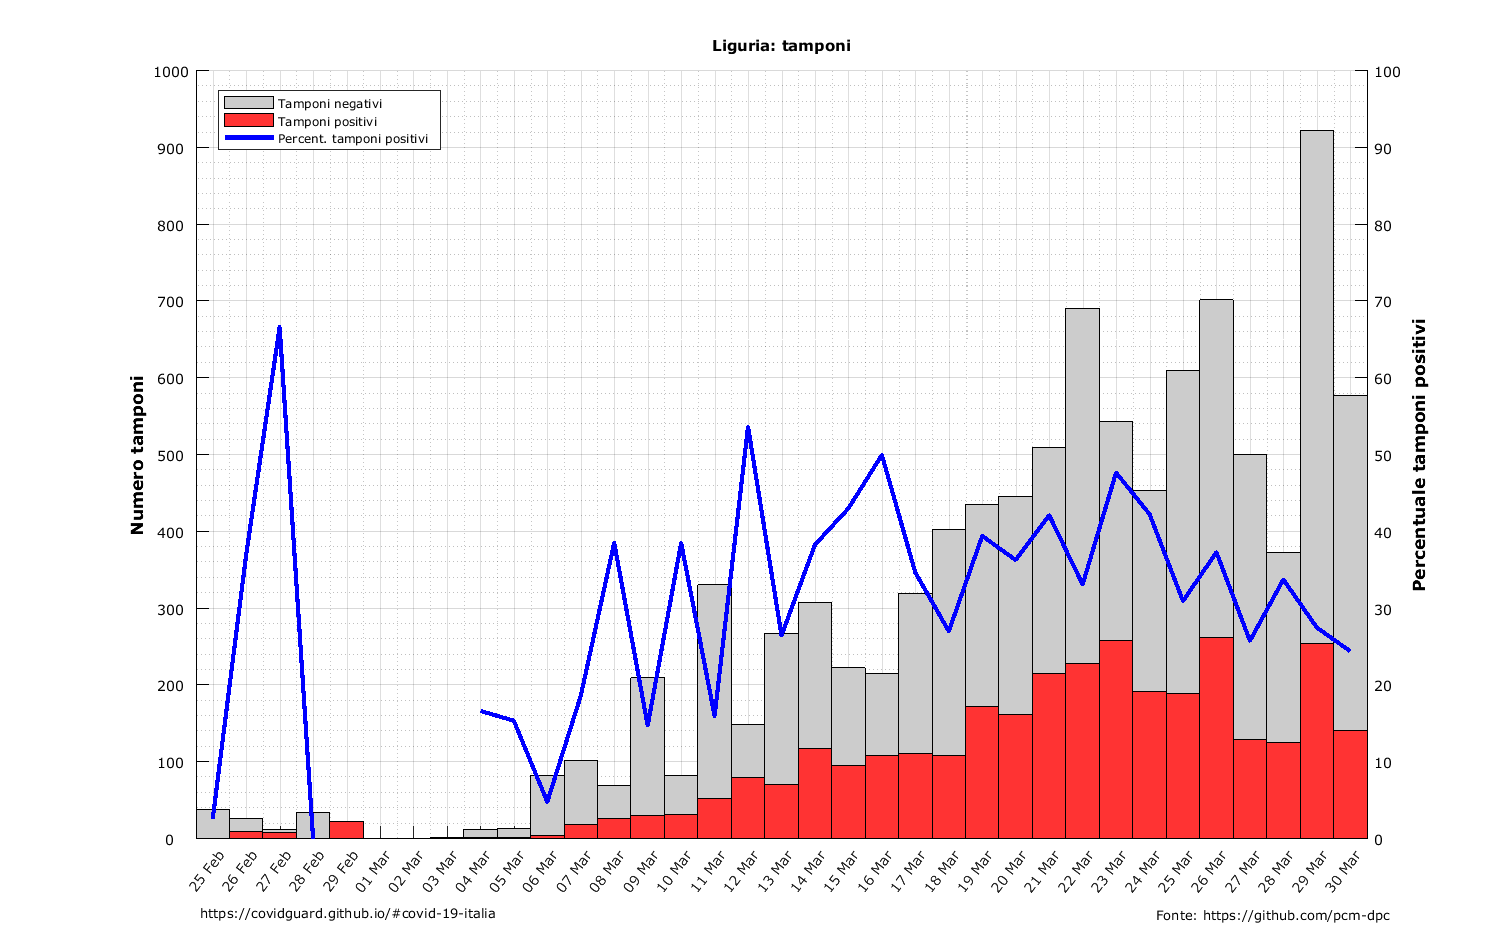 Liguria: tamponi
Tamponi negativi
Tamponi positivi
Percent. tamponi positivi
Numero tamponi
1000
900
800
700
600
500
400
300
200
100
0
Percentuale tamponi positivi
100
90
80
70
60
50
40
30
20
10
0
25 Feb
26 Feb
27 Feb
28 Feb
29 Feb
01 Mar
02 Mar
03 Mar
04 Mar
05 Mar
06 Mar
07 Mar
08 Mar
09 Mar
10 Mar
11 Mar
12 Mar
13 Mar
14 Mar
15 Mar
16 Mar
17 Mar
18 Mar
19 Mar
20 Mar
21 Mar
22 Mar
23 Mar
24 Mar
25 Mar
26 Mar
27 Mar
28 Mar
29 Mar
30 Mar
https://covidguard.github.io/#covid-19-italia
Fonte: https://github.com/pcm-dpc